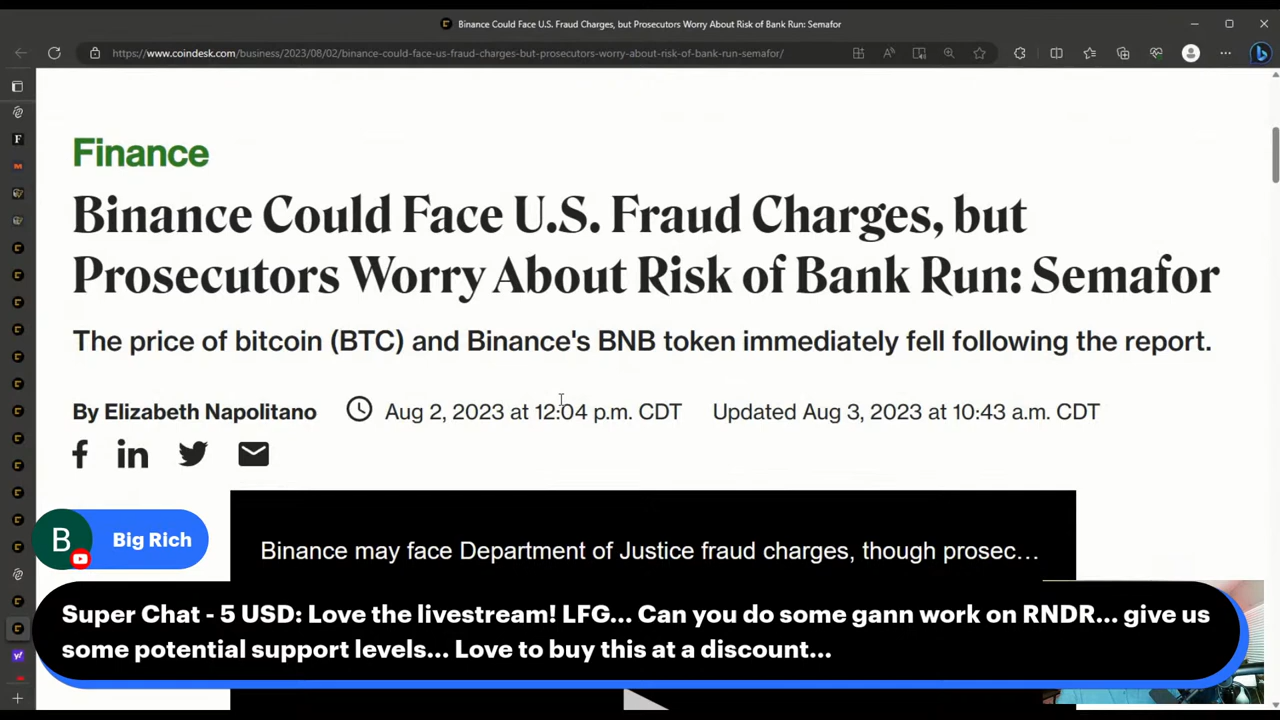 Binance Could Face U.S. Fraud Charges, but Prosecutors Worry About Risk of Bank Run: Semafor
https://www.coindesk.com/business/2023/08/02/binance-could-face-us-fraud-charges-but-prosecutors-worry-about-risk-of-bank-run-semafor/
Finance
Binance Could Face U.S. Fraud Charges, but
Prosecutors Worry About Risk of Bank Run: Semafor
The price of bitcoin (BTC) and Binance's BNB token immediately fell following the report.
By Elizabeth Napolitano Aug 2, 2023 at 12:04 p.m. CDT Updated Aug 3, 2023 at 10:43 a.m. CDT
Binance may face Department of Justice fraud charges, though prosec...
B Big Rich
Super Chat - 5 USD: Love the livestream! LFG... Can you do some gann work on RNDR... give us
some potential support levels... Love to buy this at a discount...